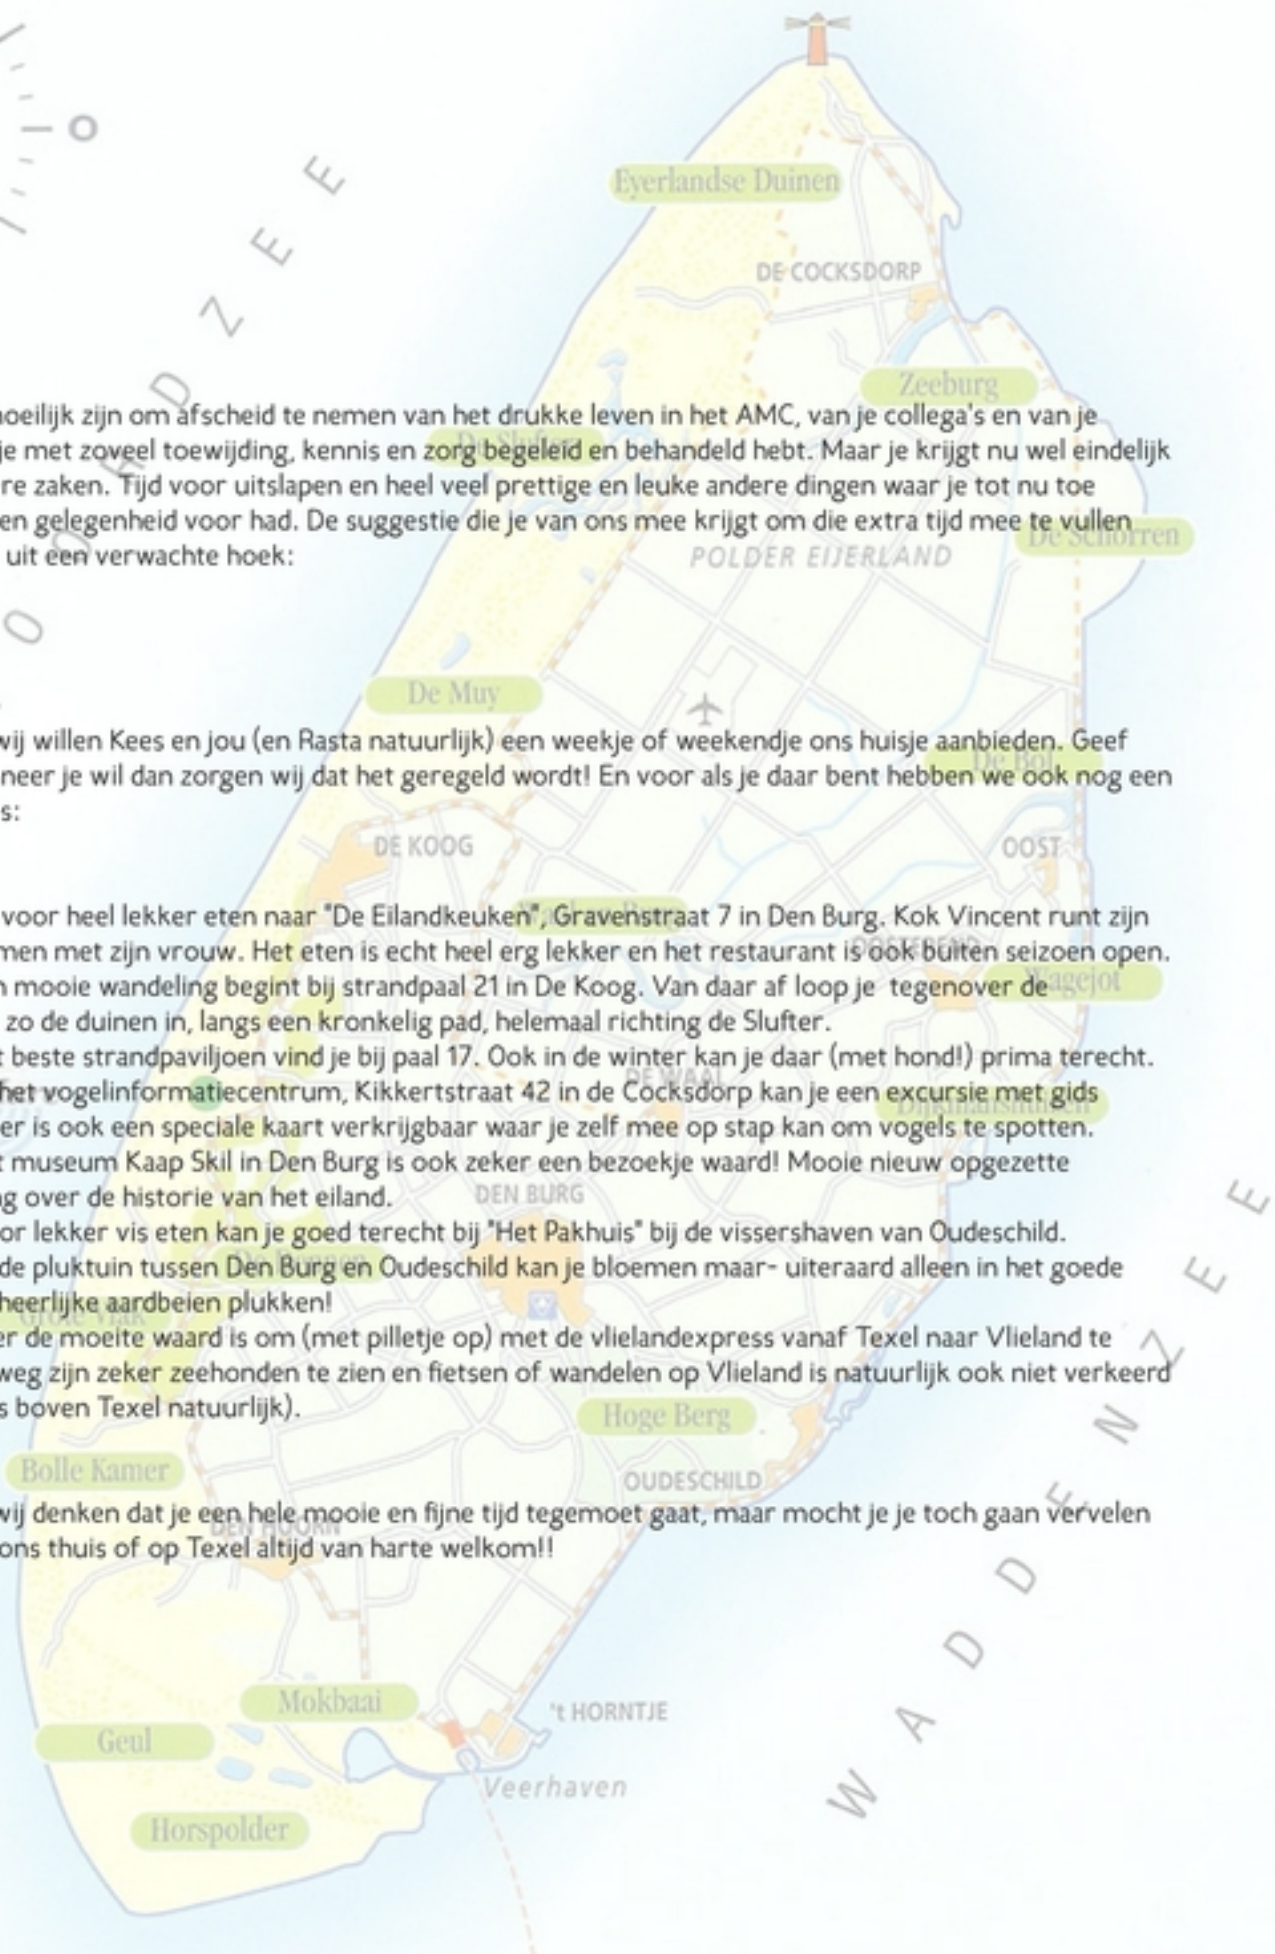 O
E
E
Z
D
Eyerlandse Duinen
DE COCKSDORP
Zeeburg
oeilijk zijn om afscheid te nemen van het drukke leven in het AMC, van je collega's en van je
je met zoveel toewijding, kennis en zorg begeleid en behandeld hebt. Maar je krijgt nu wel eindelijk
re zaken. Tijd voor uitslapen en heel veel prettige en leuke andere dingen waar je tot nu toe
en gelegenheid voor had. De suggestie die je van ons mee krijgt om die extra tijd mee te vullen
De Schorren
uit een verwachte hoek:
POLDER EIJERLAND
O
De Muy
wij willen Kees en jou (en Rasta natuurlijk) een weekje of weekendje ons huisje aanbieden. Geef
De Bol
neer je wil dan zorgen wij dat het geregeld wordt! En voor als je daar bent hebben we ook nog een
s:
DE KOOG
OOST
voor heel lekker eten naar "De Eilandkeuken", Gravenstraat 7 in Den Burg. Kok Vincent runt zijn
men met zijn vrouw. Het eten is echt heel erg lekker en het restaurant is ook buiten seizoen open.
Wagejot
n mooie wandeling begint bij strandpaal 21 in De Koog. Van daar af loop je tegenover de
zo de duinen in, langs een kronkelig pad, helemaal richting de Slufter.
t beste strandpaviljoen vind je bij paal 17. Ook in de winter kan je daar (met hond!) prima terecht.
DE WAAL
het vogelinformatiecentrum, Kikkertstraat 42 in de Cocksdorp kan je een excursie met gids
er is ook een speciale kaart verkrijgbaar waar je zelf mee op stap kan om vogels te spotten.
t museum Kaap Skil in Den Burg is ook zeker een bezoekje waard! Mooie nieuw opgezette
ng over de historie van het eiland.
DEN BURG
or lekker vis eten kan je goed terecht bij "Het Pakhuis" bij de vissershaven van Oudeschild.
de pluktuin tussen Den Burg en Oudeschild kan je bloemen maar- uiteraard alleen in het goede
heerlijke aardbeien plukken!
Grote Vlak
er de moeite waard is om (met pilletje op) met de vlielandexpress vanaf Texel naar Vlieland te
weg zijn zeker zeehonden te zien en fietsen of wandelen op Vlieland is natuurlijk ook niet verkeerd
s boven Texel natuurlijk).
Hoge Berg
Bolle Kamer
OUDESCHILD
wij denken dat je een hele mooie en fijne tijd tegemoet gaat, maar mocht je je toch gaan vervelen
DEN HOORN
ons thuis of op Texel altijd van harte welkom!!
Mokbaai
't HORNTJE
Geul
Veerhaven
Horspolder
W A D D E N Z E E